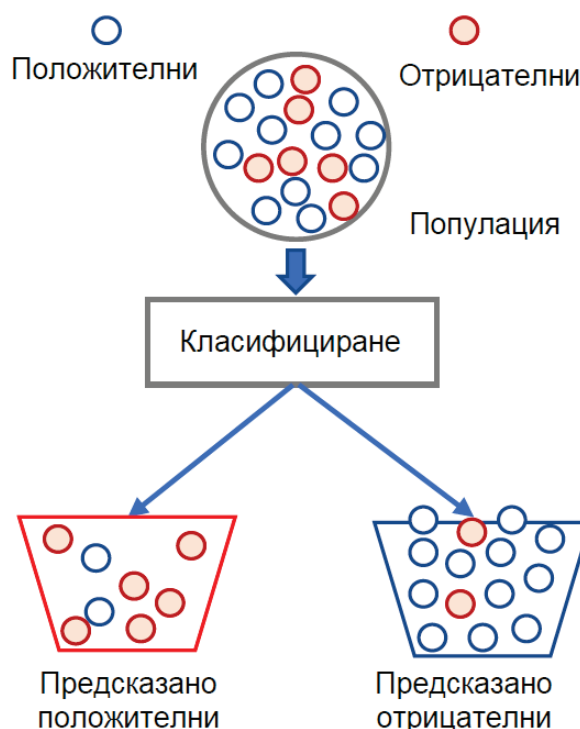 Положителни
Отрицателни
Популация
Класифициране
Предсказано
положителни
Предсказано
отрицателни